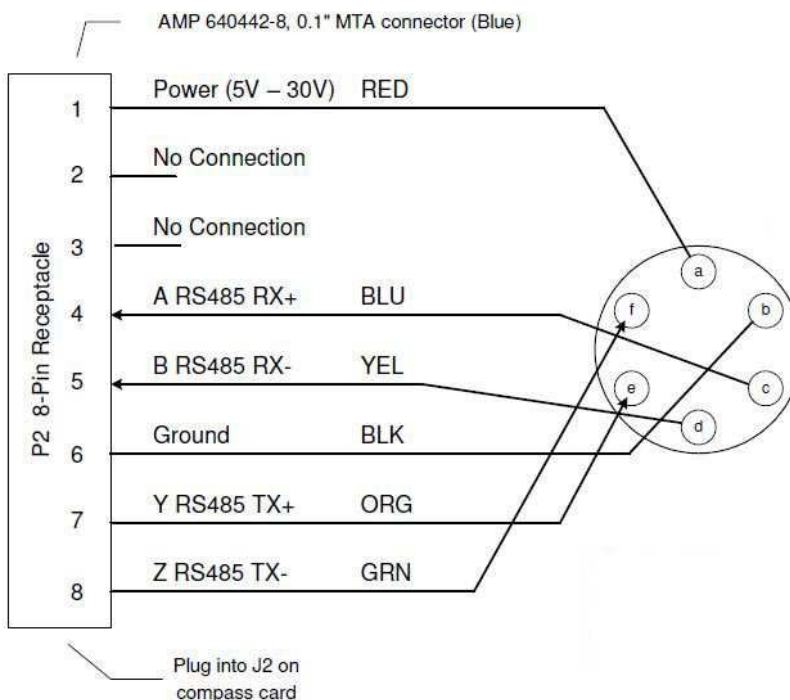 AMP 640442-8, 0.1" MTA connector (Blue)
P2 8-Pin Receptacle
1 Power (5V – 30V) RED
2 No Connection
3 No Connection
4 A RS485 RX+ BLU
5 B RS485 RX- YEL
6 Ground BLK
7 Y RS485 TX+ ORG
8 Z RS485 TX- GRN
a
f b
e c
d
Plug into J2 on
compass card